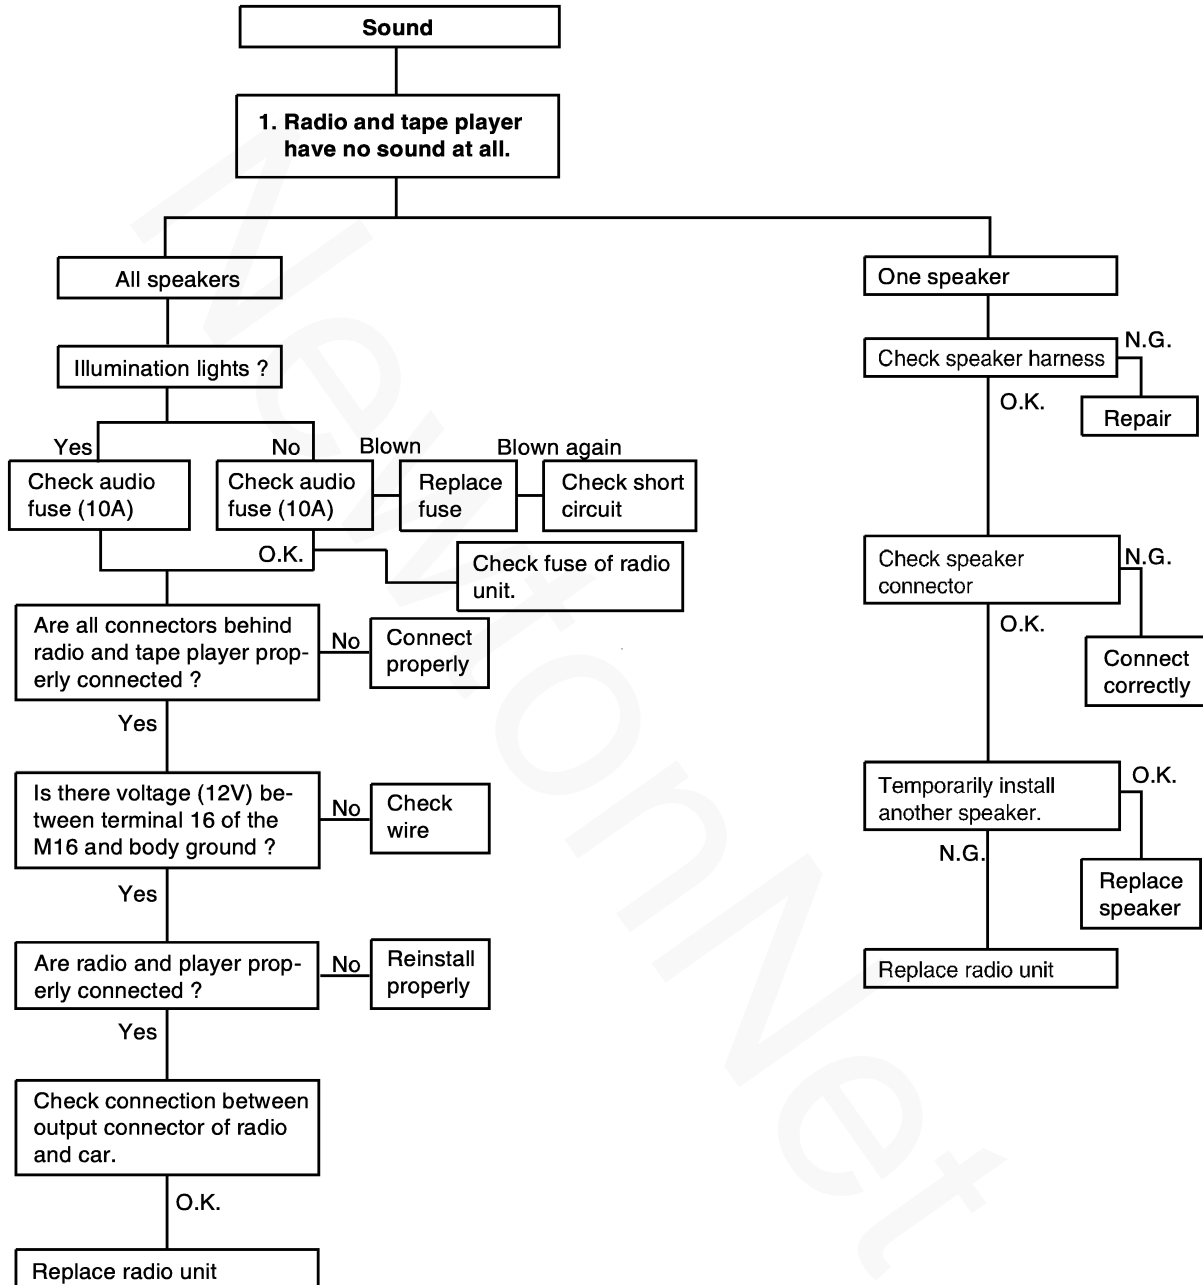 Sound
1. Radio and tape player
have no sound at all.
All speakers
Illumination lights ?
Yes
No
Blown
Blown again
Check audio
fuse (10A)
Check audio
fuse (10A)
Replace
fuse
Check short
circuit
O.K.
Check fuse of radio
unit.
Are all connectors behind
radio and tape player prop-
erly connected ?
No
Connect
properly
Yes
Is there voltage (12V) be-
tween terminal 16 of the
M16 and body ground ?
No
Check
wire
Yes
Are radio and player prop-
erly connected ?
No
Reinstall
properly
Yes
Check connection between
output connector of radio
and car.
O.K.
Replace radio unit
One speaker
Check speaker harness
N.G.
Repair
O.K.
Check speaker
connector
N.G.
Connect
correctly
O.K.
Temporarily install
another speaker.
O.K.
Replace
speaker
N.G.
Replace radio unit
NewtonNet